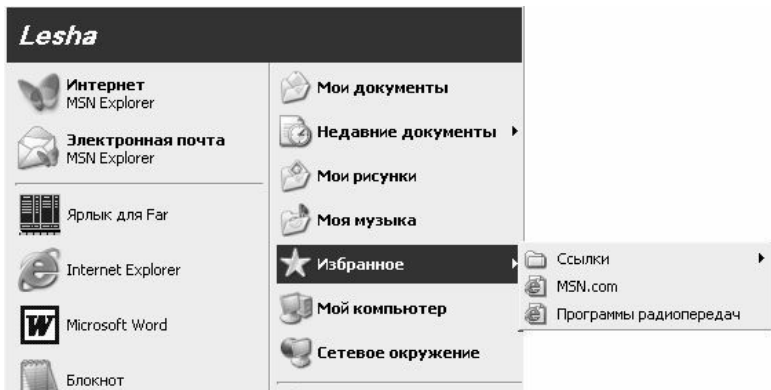 Lesha
Интернет
MSN Explorer
Электронная почта
MSN Explorer
Ярлык для Far
Internet Explorer
Microsoft Word
Блокнот
Мои документы
Недавние документы
Мои рисунки
Моя музыка
Избранное
Мой компьютер
Сетевое окружение
Ссылки
MSN.com
Программы радиопередач